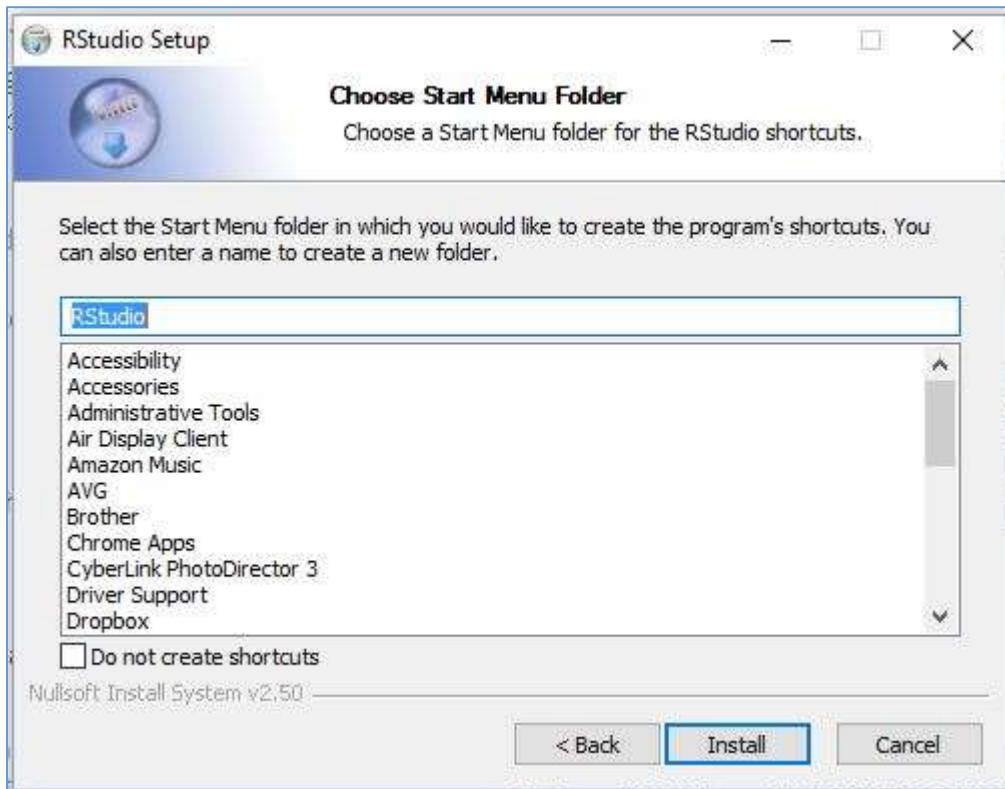 RStudio Setup
Choose Start Menu Folder
Choose a Start Menu folder for the RStudio shortcuts.
Select the Start Menu folder in which you would like to create the program's shortcuts. You
can also enter a name to create a new folder.
RStudio
Accessibility
Accessories
Administrative Tools
Air Display Client
Amazon Music
AVG
Brother
Chrome Apps
CyberLink PhotoDirector 3
Driver Support
Dropbox
Do not create shortcuts
Nullsoft Install System v2.50
< Back
Install
Cancel